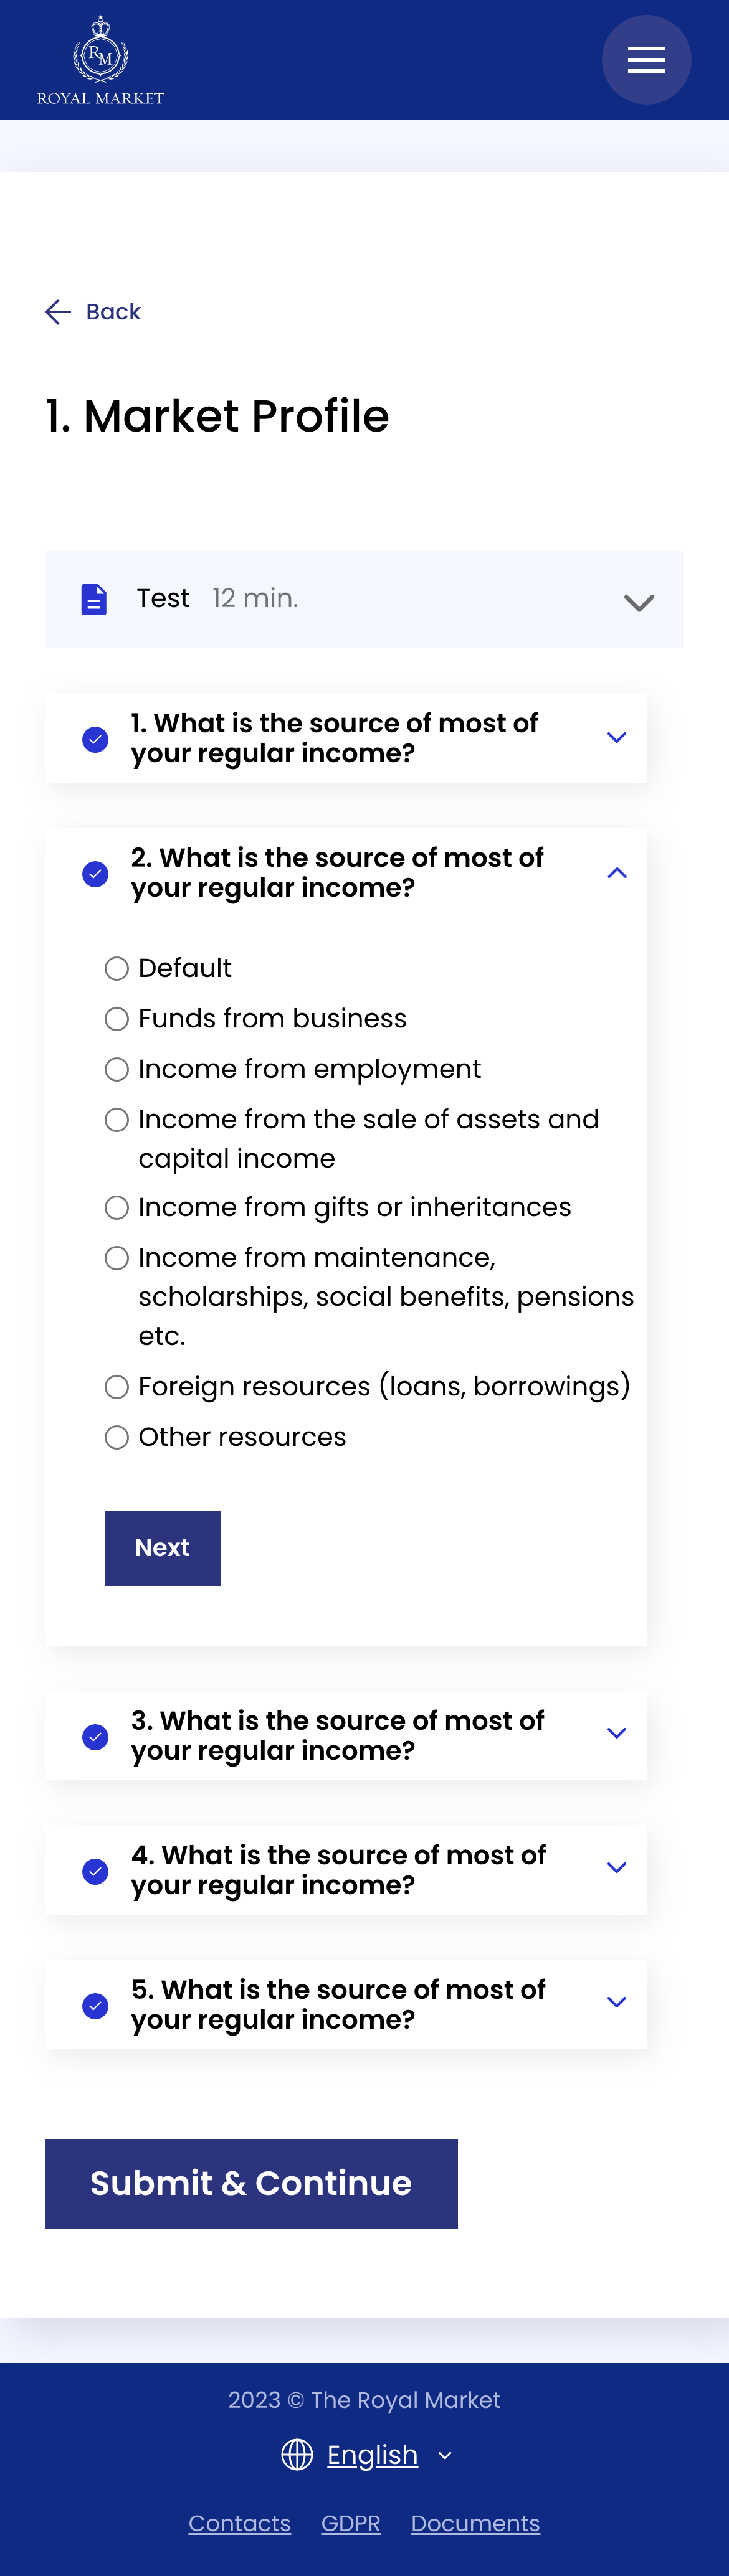 RM
ROYAL MARKET
Back
1. Market Profile
Test 12 min.
1. What is the source of most of
your regular income?
2. What is the source of most of
your regular income?
Default
Funds from business
Income from employment
Income from the sale of assets and
capital income
Income from gifts or inheritances
Income from maintenance,
scholarships, social benefits, pensions
etc.
Foreign resources (loans, borrowings)
Other resources
Next
3. What is the source of most of
your regular income?
4. What is the source of most of
your regular income?
5. What is the source of most of
your regular income?
Submit & Continue
2023 © The Royal Market
English
Contacts GDPR Documents